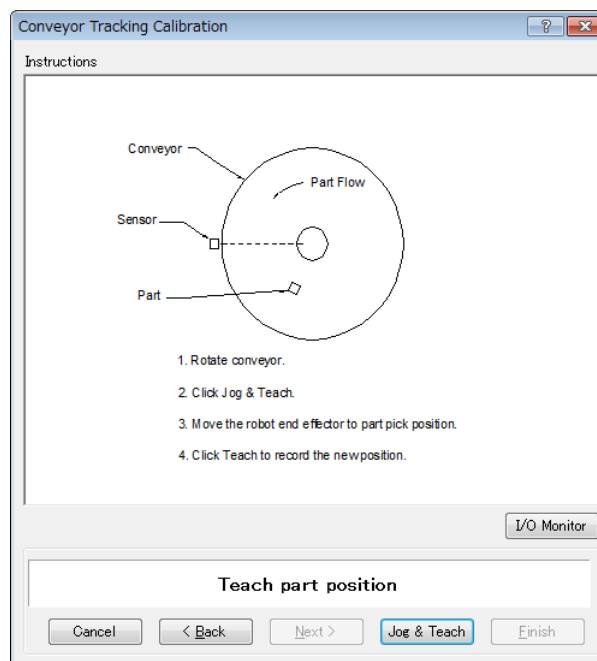 Conveyor Tracking Calibration
Instructions
Conveyor
Part Flow
Sensor
Part
1. Rotate conveyor.
2. Click Jog & Teach.
3. Move the robot end effector to part pick position.
4. Click Teach to record the new position.
I/O Monitor
Teach part position
Cancel < Back Next > Jog & Teach Finish